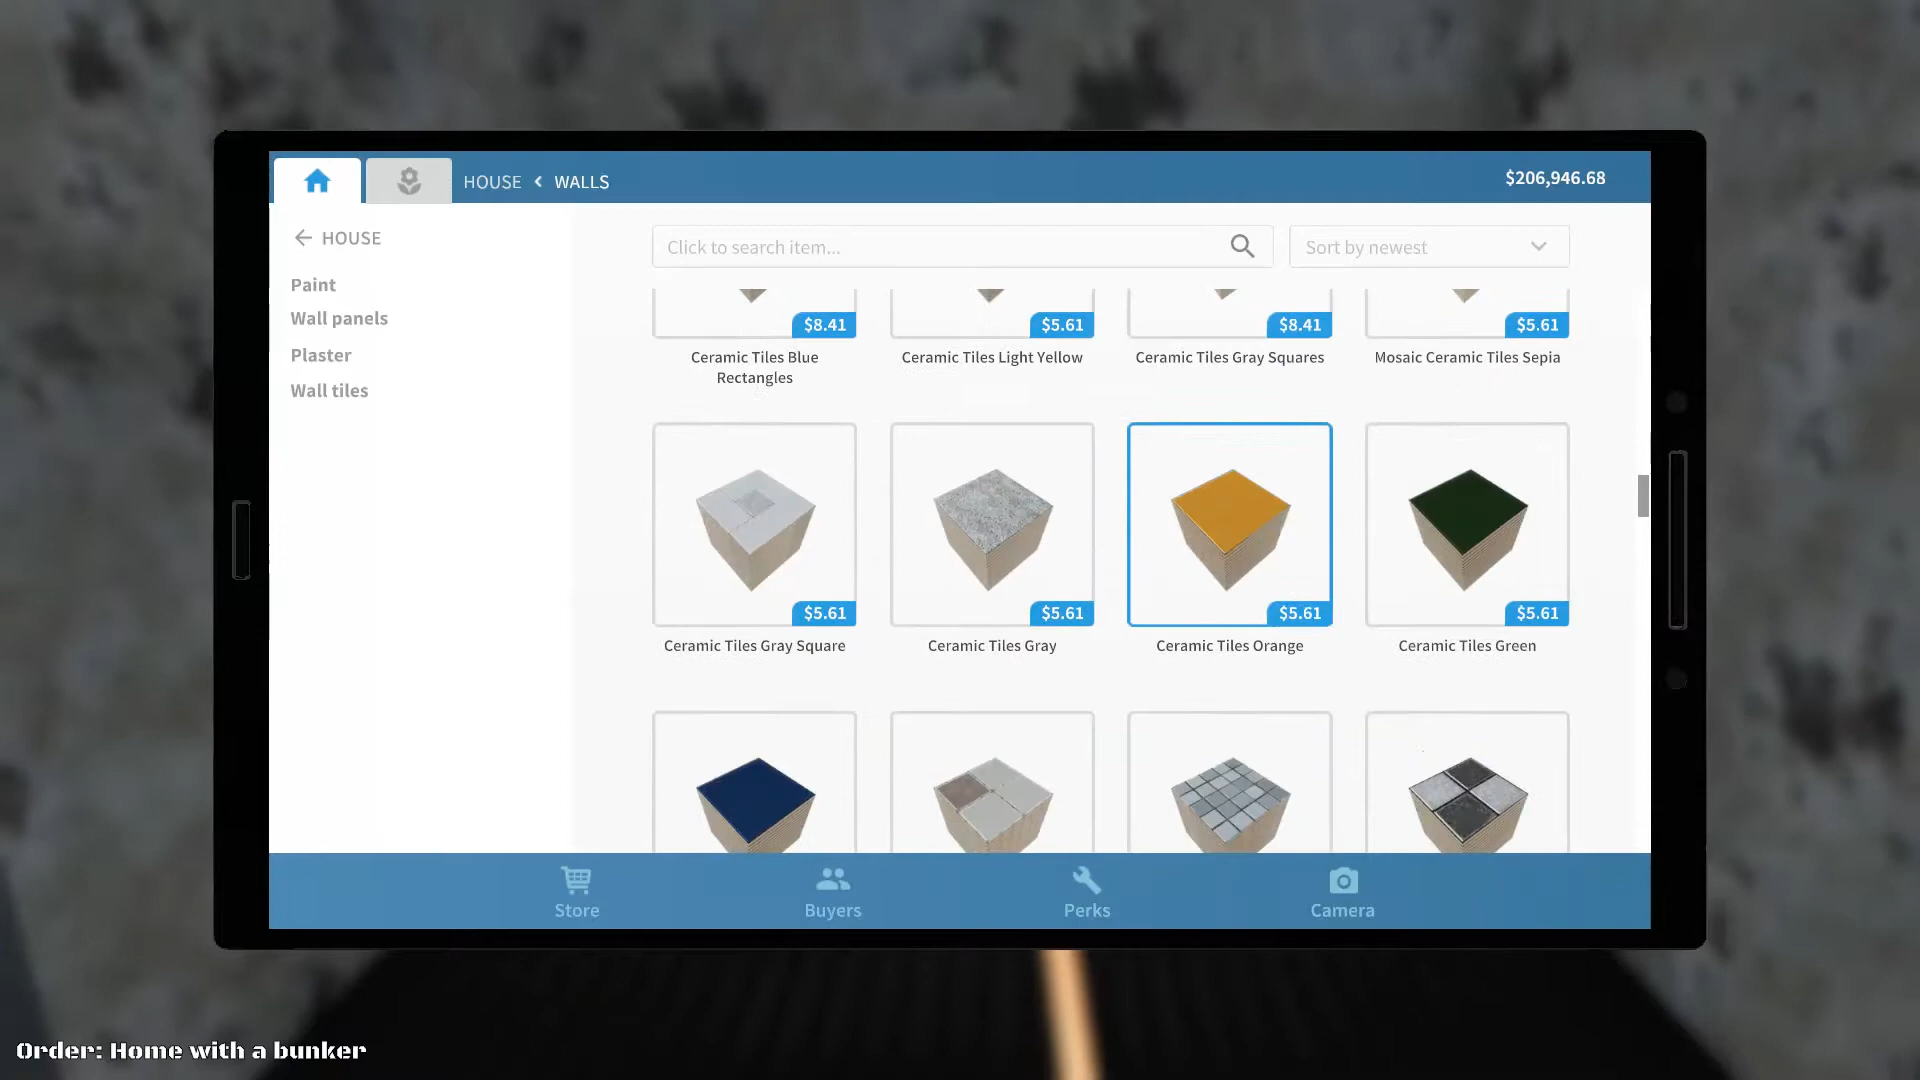 HOUSE < WALLS
$206,946.68
HOUSE
Click to search item...
Sort by newest
Paint
Wall panels
Plaster
Wall tiles
$8.41
$5.61
$8.41
$5.61
Ceramic Tiles Blue
Rectangles
Ceramic Tiles Light Yellow
Ceramic Tiles Gray Squares
Mosaic Ceramic Tiles Sepia
$5.61
$5.61
$5.61
$5.61
Ceramic Tiles Gray Square
Ceramic Tiles Gray
Ceramic Tiles Orange
Ceramic Tiles Green
Store
Buyers
Perks
Camera
Order: Home with a bunker